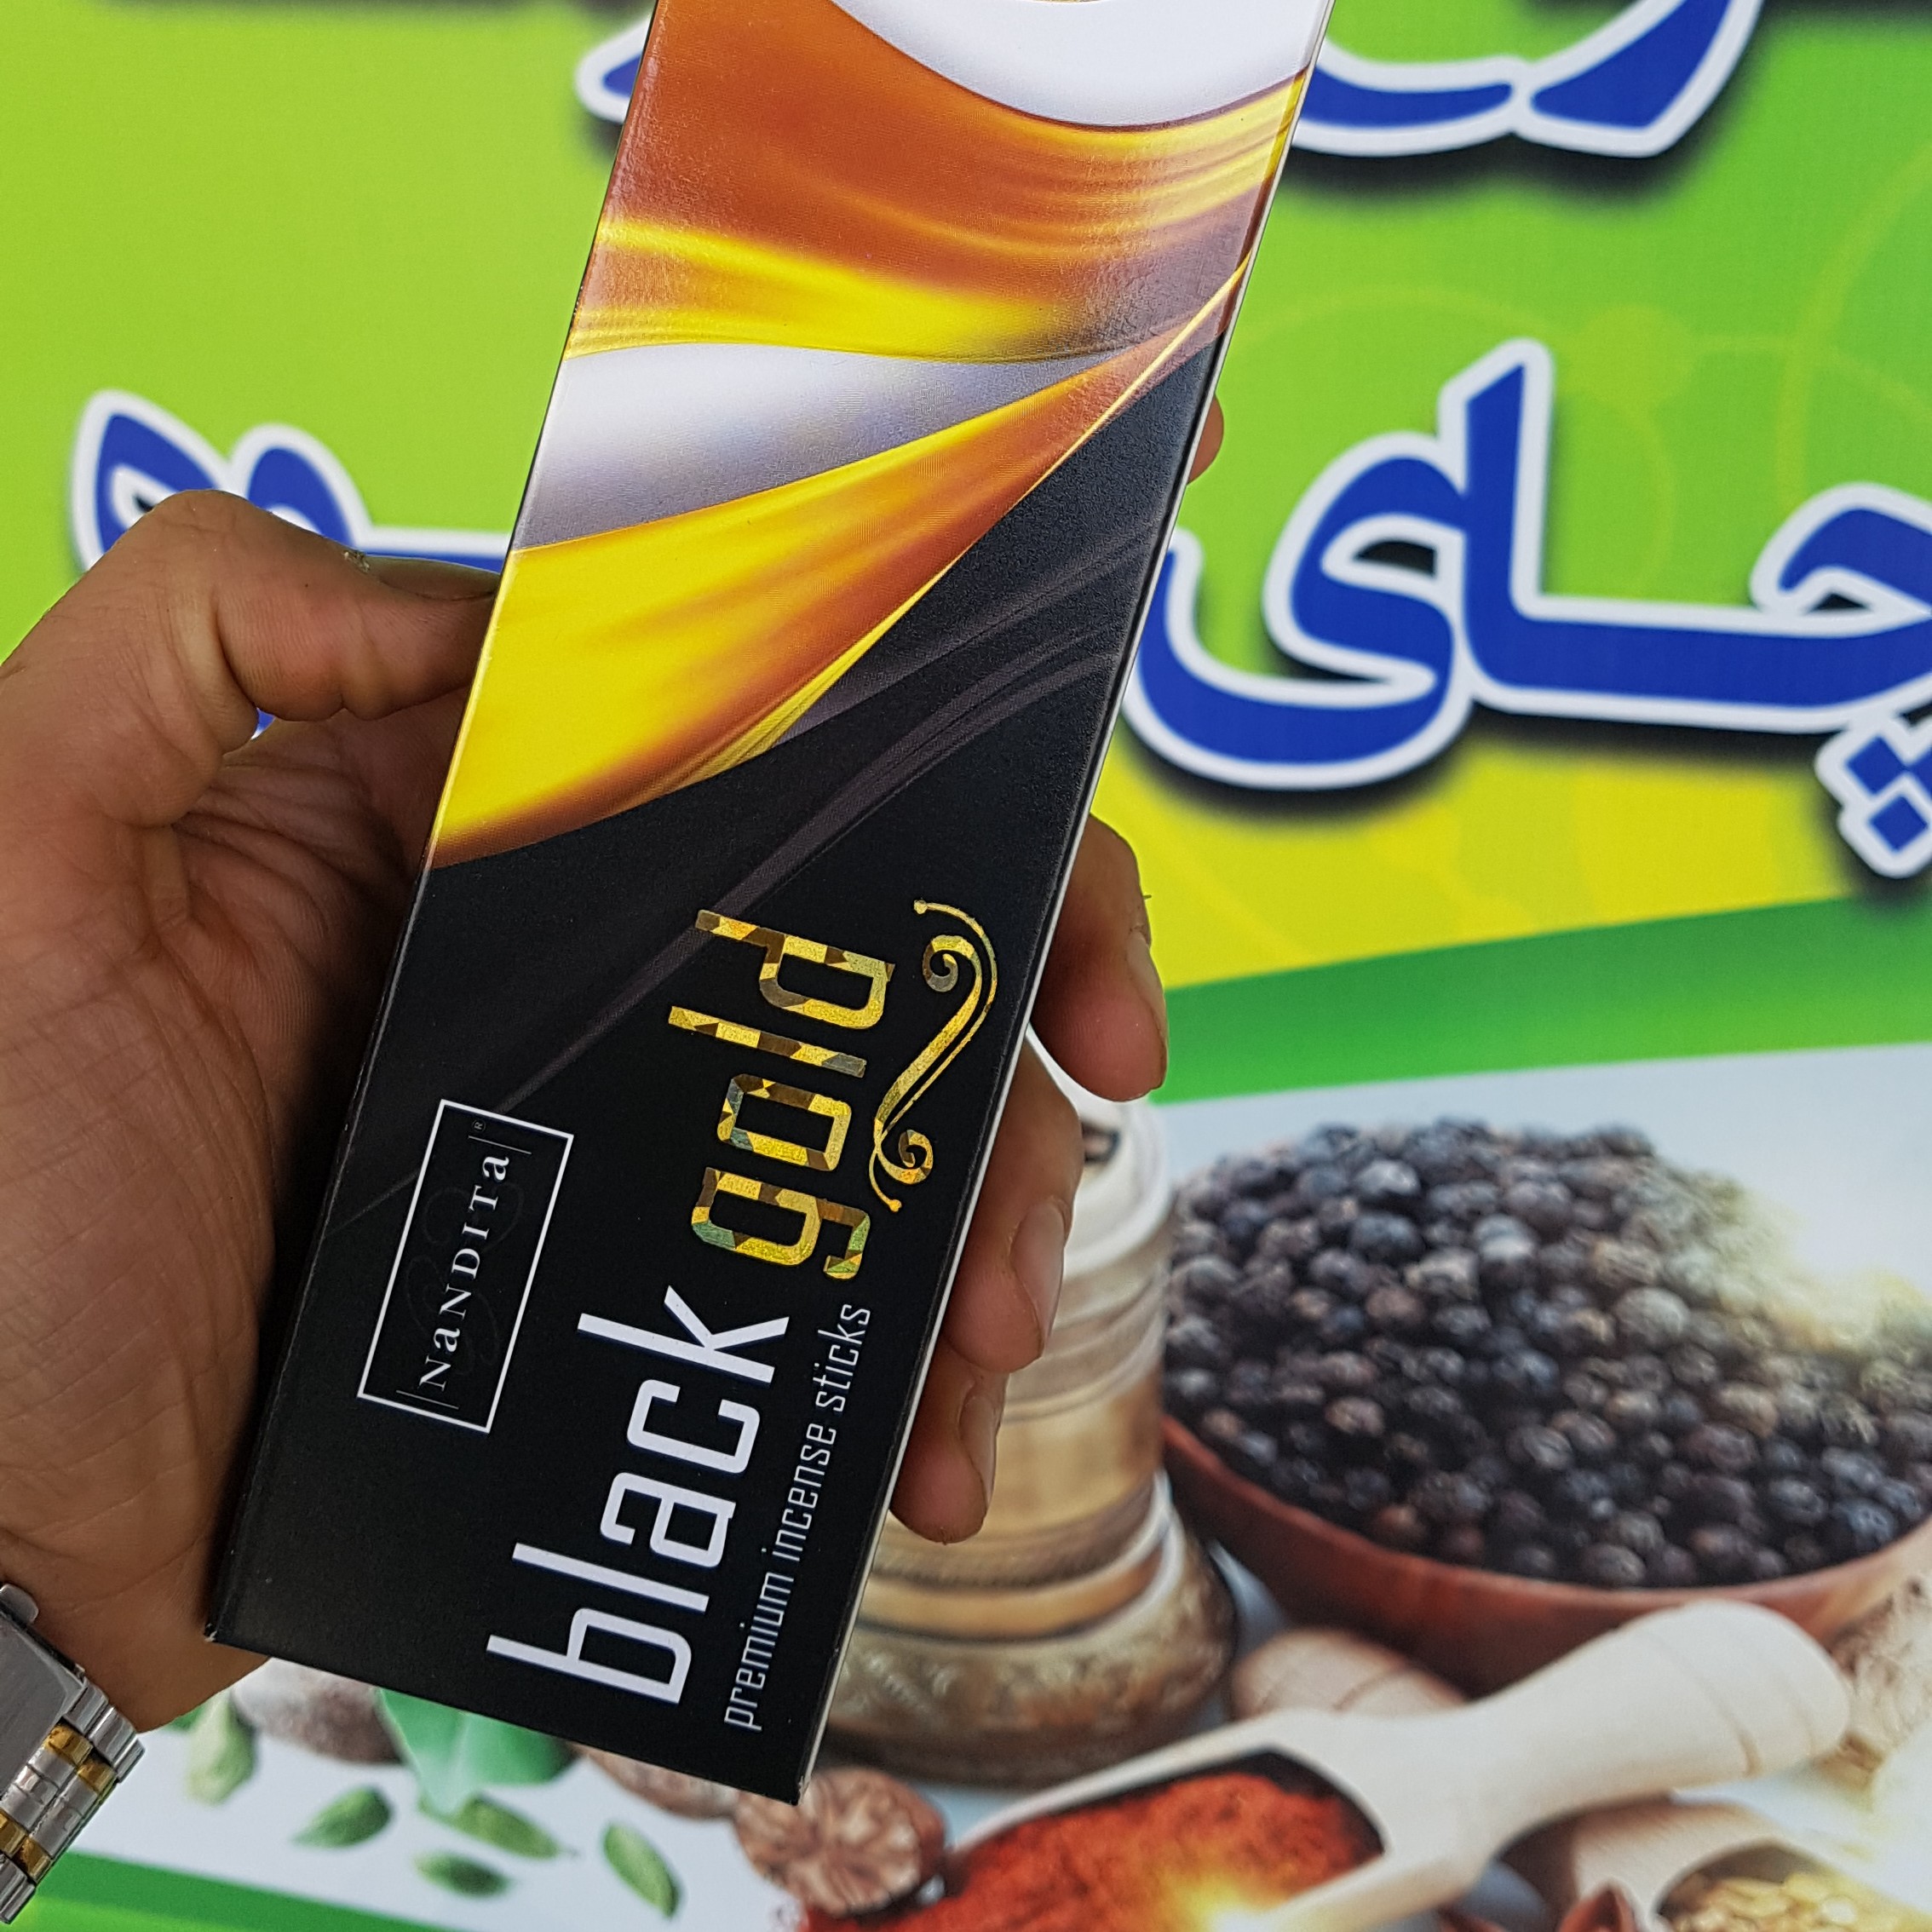 چای
NaNDITa®
black gold
premium incense sticks